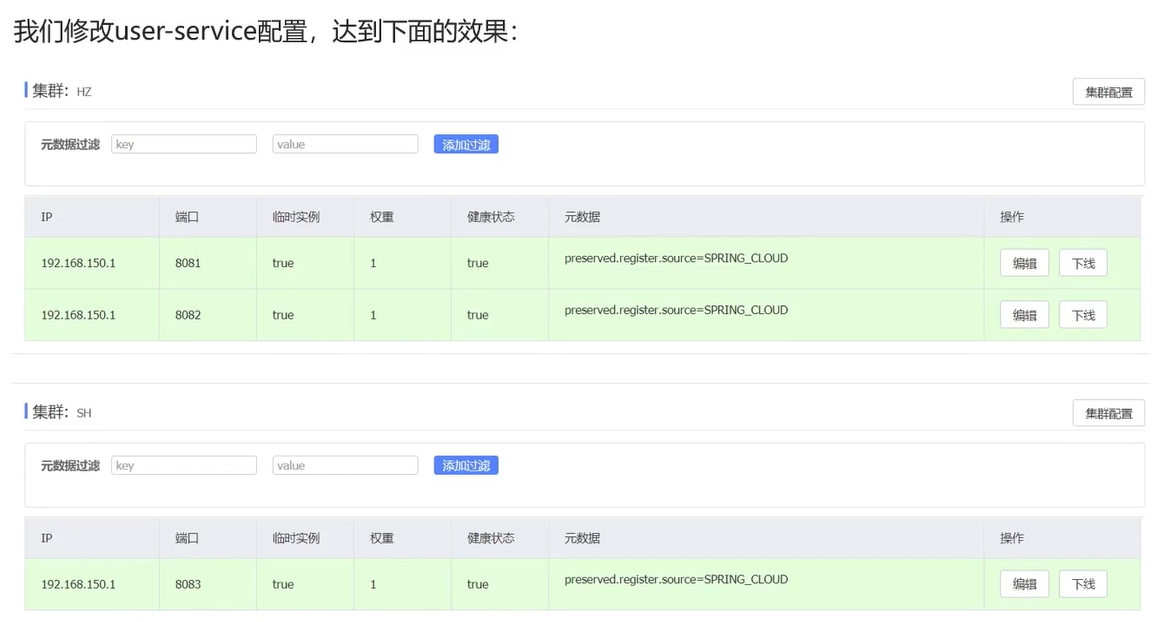 我们修改user-service配置，达到下面的效果：
集群： HZ 集群配置
元数据过滤 key value 添加过滤
IP 端口 临时实例 权重 健康状态 元数据 操作
192.168.150.1 8081 true 1 true preserved.register.source=SPRING_CLOUD 编辑 下线
192.168.150.1 8082 true 1 true preserved.register.source=SPRING_CLOUD 编辑 下线
集群： SH 集群配置
元数据过滤 key value 添加过滤
IP 端口 临时实例 权重 健康状态 元数据 操作
192.168.150.1 8083 true 1 true preserved.register.source=SPRING_CLOUD 编辑 下线